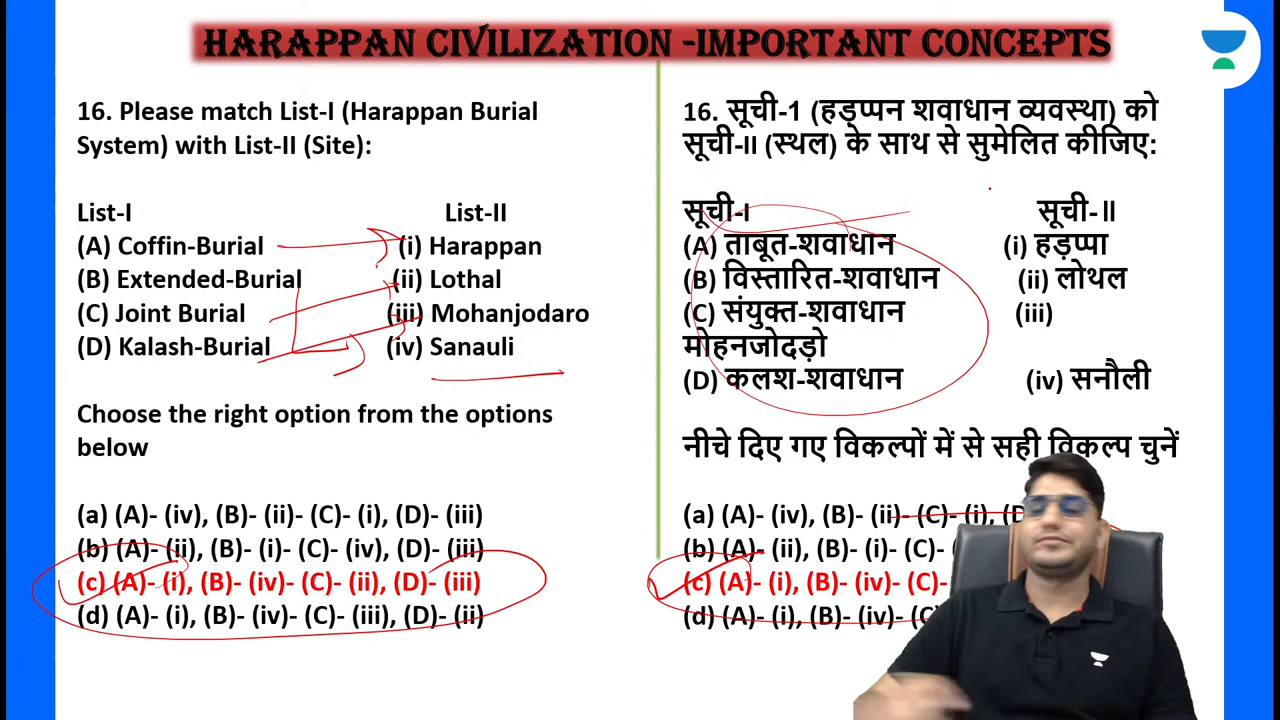 HARAPPAN CIVILIZATION -IMPORTANT CONCEPTS
16. Please match List-I (Harappan Burial
System) with List-II (Site):
List-I List-II
(A) Coffin-Burial (i) Harappan
(B) Extended-Burial (ii) Lothal
(C) Joint Burial (iii) Mohanjodaro
(D) Kalash-Burial (iv) Sanauli
Choose the right option from the options
below
(a) (A)- (iv), (B)- (ii)- (C)- (i), (D)- (iii)
(b) (A)- (ii), (B)- (i)- (C)- (iv), (D)- (iii)
(c) (A)- (i), (B)- (iv)- (C)- (ii), (D)- (iii)
(d) (A)- (i), (B)- (iv)- (C)- (iii), (D)- (ii)
16. सूची-1 (हड़प्पन शवाधान व्यवस्था) को
सूची-II (स्थल) के साथ से सुमेलित कीजिए:
सूची-I सूची- II
(A) ताबूत-शवाधान (i) हड़प्पा
(B) विस्तारित-शवाधान (ii) लोथल
(C) संयुक्त-शवाधान (iii)
मोहनजोदड़ो
(D) कलश-शवाधान (iv) सनौली
नीचे दिए गए विकल्पों में से सही विकल्प चुनें
(a) (A)- (iv), (B)- (ii)- (C)- (i), (D
(b) (A)- (ii), (B)- (i)- (C)-
(c) (A)- (i), (B)- (iv)- (C)-
(d) (A)- (i), (B)- (iv)- (C)